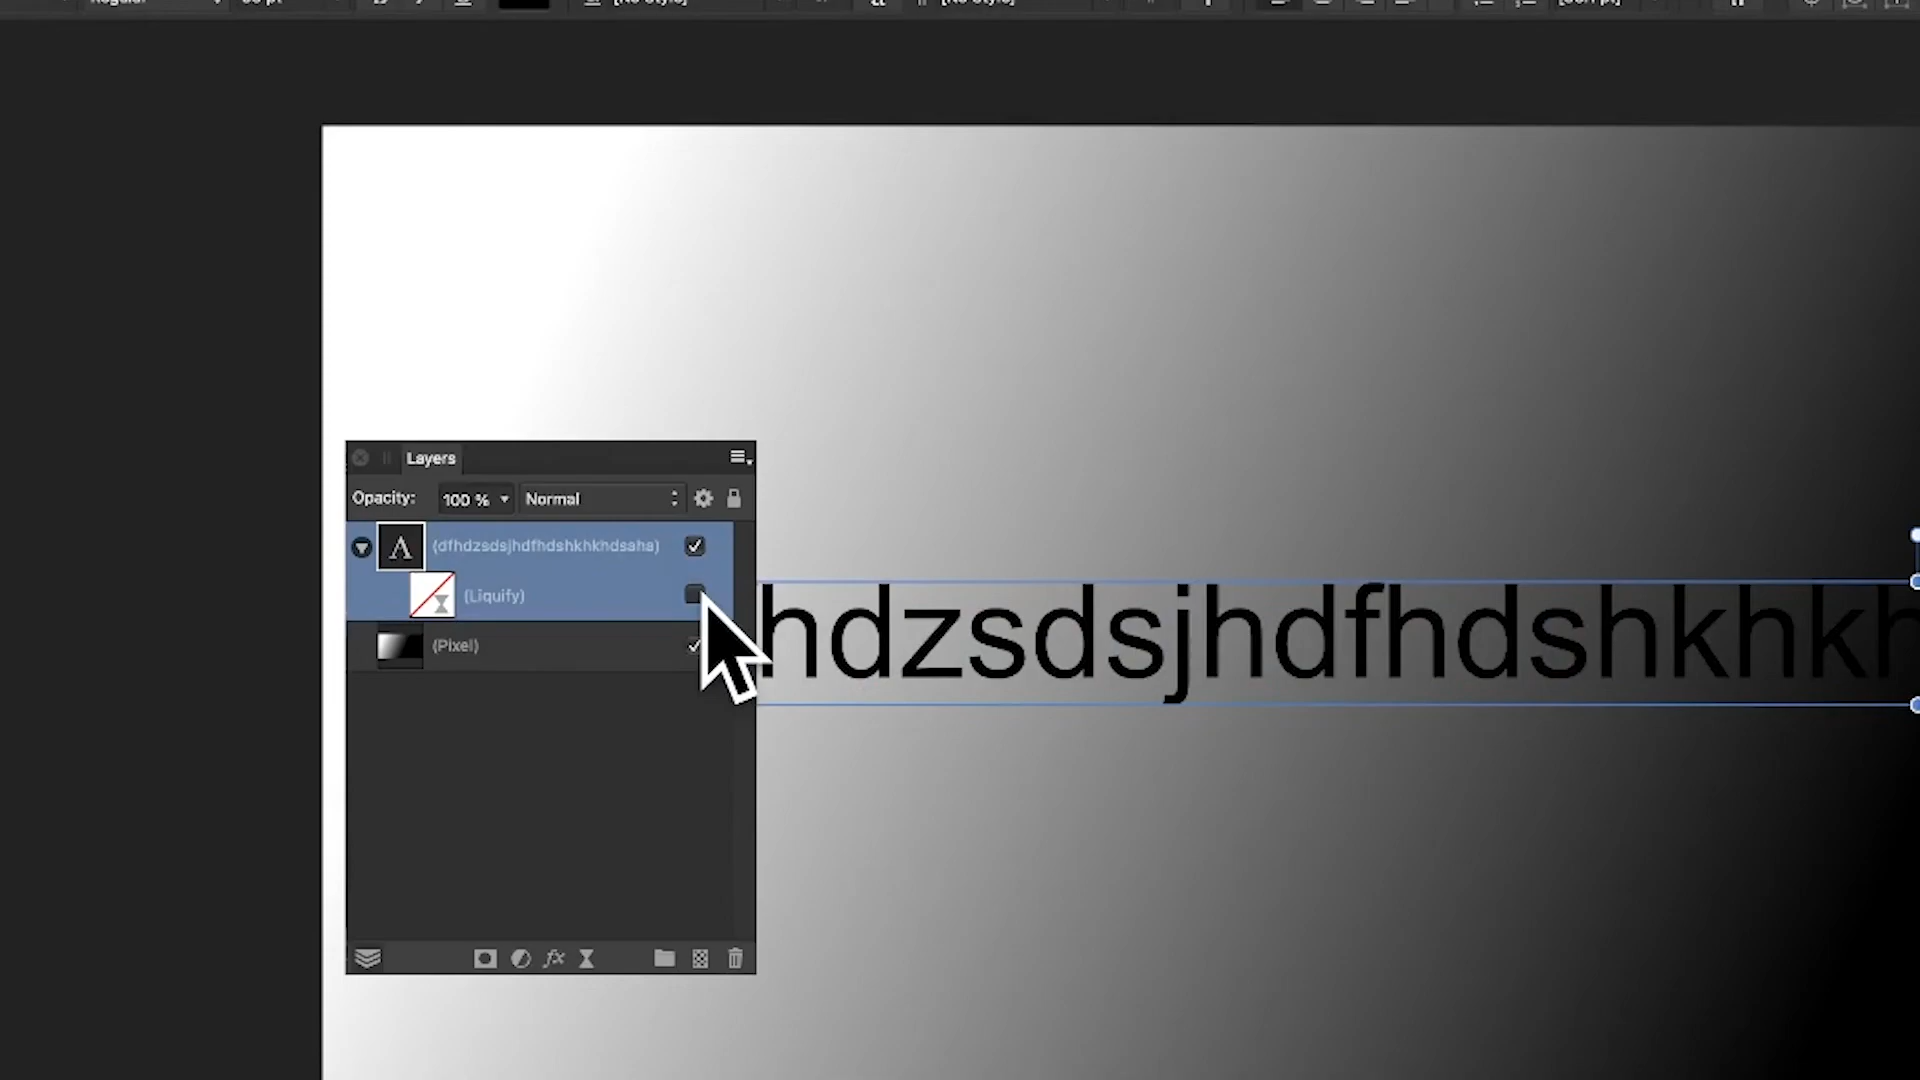 Layers
Opacity: 100 % Normal
(dfhdzsdsjhdfhdshkhkhdsaha)
(Liquify)
(Pixel)
hdzsdsjhdfhdshkhkh